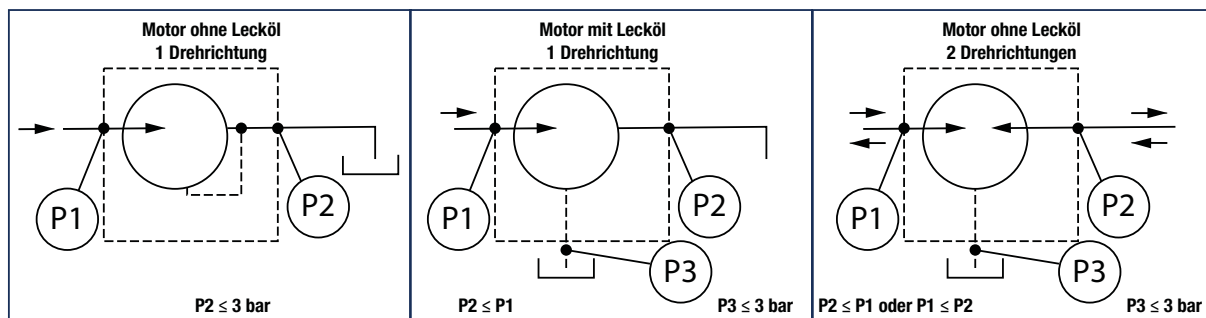 Motor ohne Lecköl
1 Drehrichtung
P1
P2
P2 ≤ 3 bar
Motor mit Lecköl
1 Drehrichtung
P1
P2
P3
P2 ≤ P1
P3 ≤ 3 bar
Motor ohne Lecköl
2 Drehrichtungen
P1
P2
P3
P2 ≤ P1 oder P1 ≤ P2
P3 ≤ 3 bar